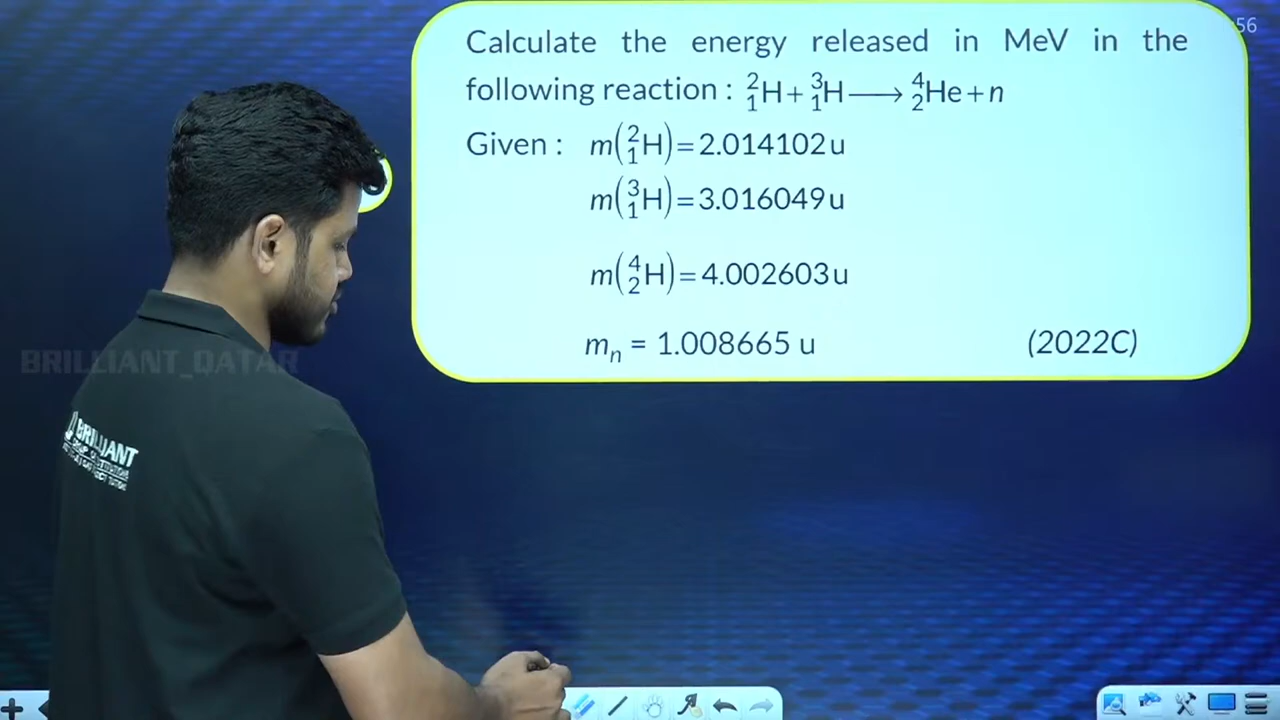 :56
Calculate the energy released in MeV in the
following reaction : ²₁H + ³₁H ⟶ ⁴₂He + n
Given : m(²₁H) = 2.014102 u
m(³₁H) = 3.016049 u
m(⁴₂H) = 4.002603 u
mₙ = 1.008665 u (2022C)
BRILLIANT_QATAR
BRILLIANT